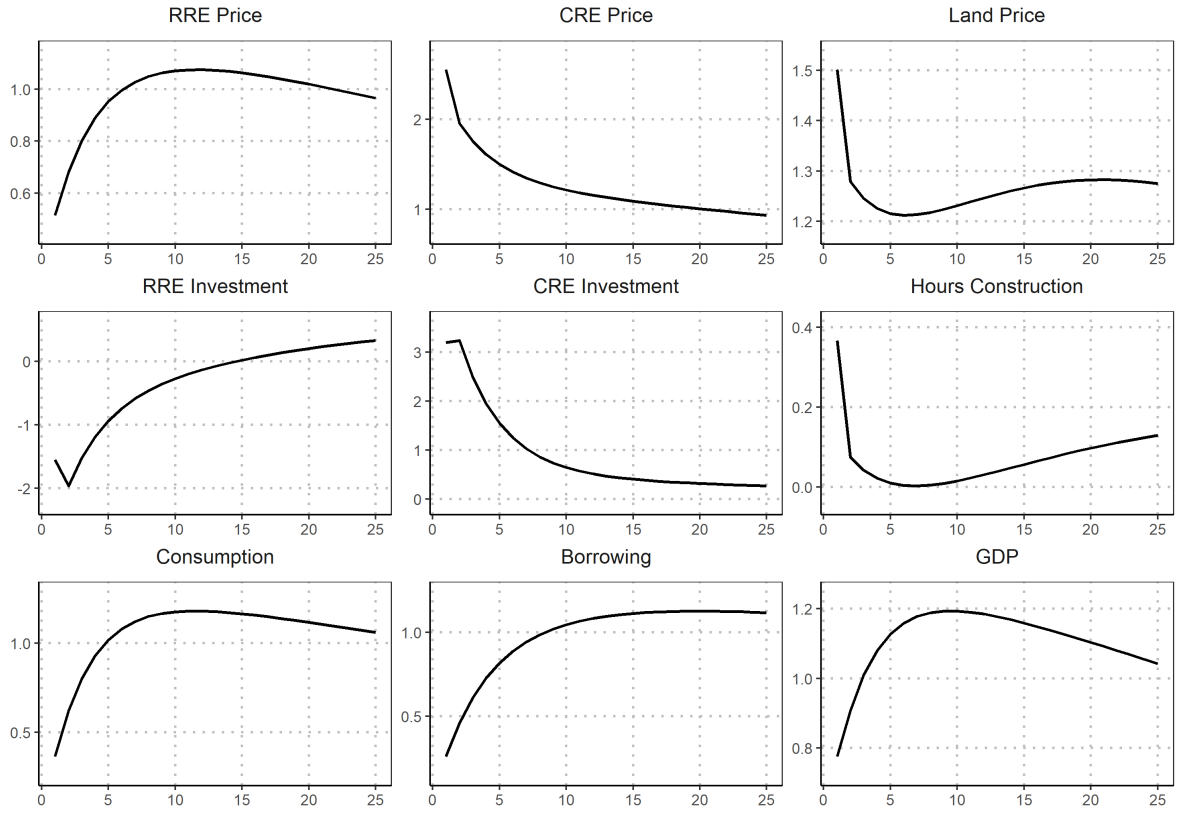 RRE Price CRE Price Land Price
1.0 2 1.5
0.8 1 1.4
0.6 1.3
1.2
0 5 10 15 20 25 0 5 10 15 20 25 0 5 10 15 20 25
RRE Investment CRE Investment Hours Construction
0 3 0.4
-1 2 0.2
-2 1 0.0
0
0 5 10 15 20 25 0 5 10 15 20 25 0 5 10 15 20 25
Consumption Borrowing GDP
1.0 1.0 1.2
0.5 0.5 1.0
0.8
0 5 10 15 20 25 0 5 10 15 20 25 0 5 10 15 20 25